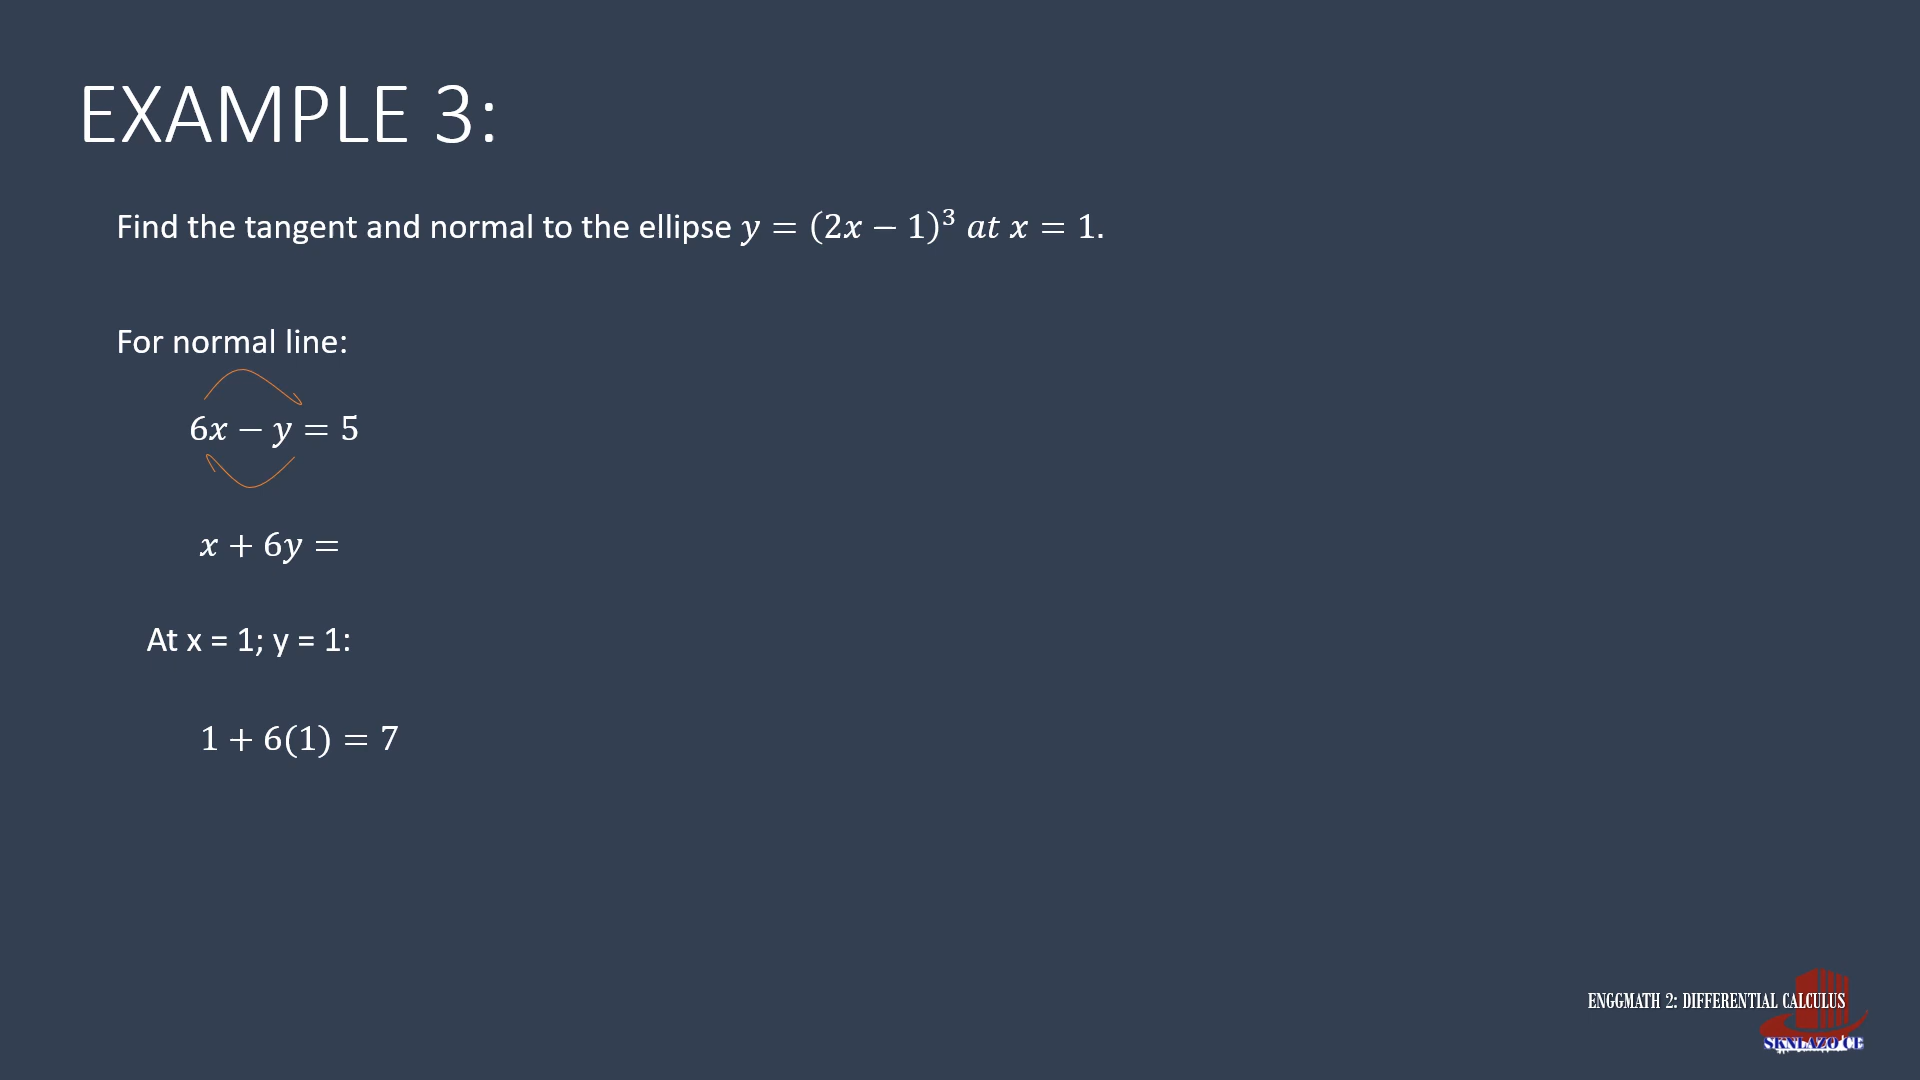 EXAMPLE 3:
Find the tangent and normal to the ellipse y = (2x − 1)³ at x = 1.
For normal line:
6x − y = 5
x + 6y =
At x = 1; y = 1:
1 + 6(1) = 7
ENGGMATH 2: DIFFERENTIAL CALCULUS